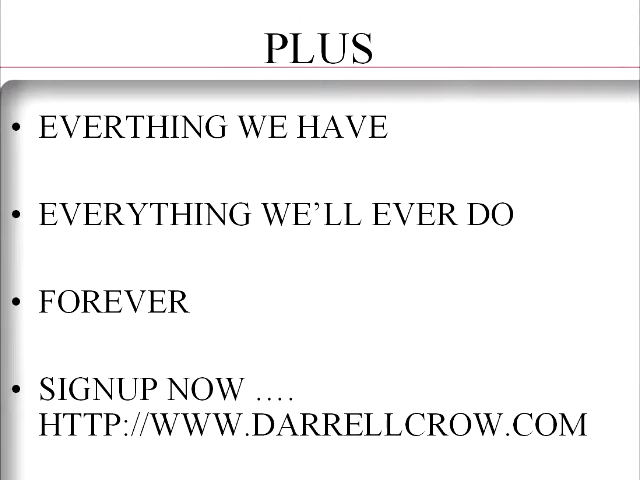 PLUS
• EVERTHING WE HAVE
• EVERYTHING WE’LL EVER DO
• FOREVER
• SIGNUP NOW ….
HTTP://WWW.DARRELLCROW.COM